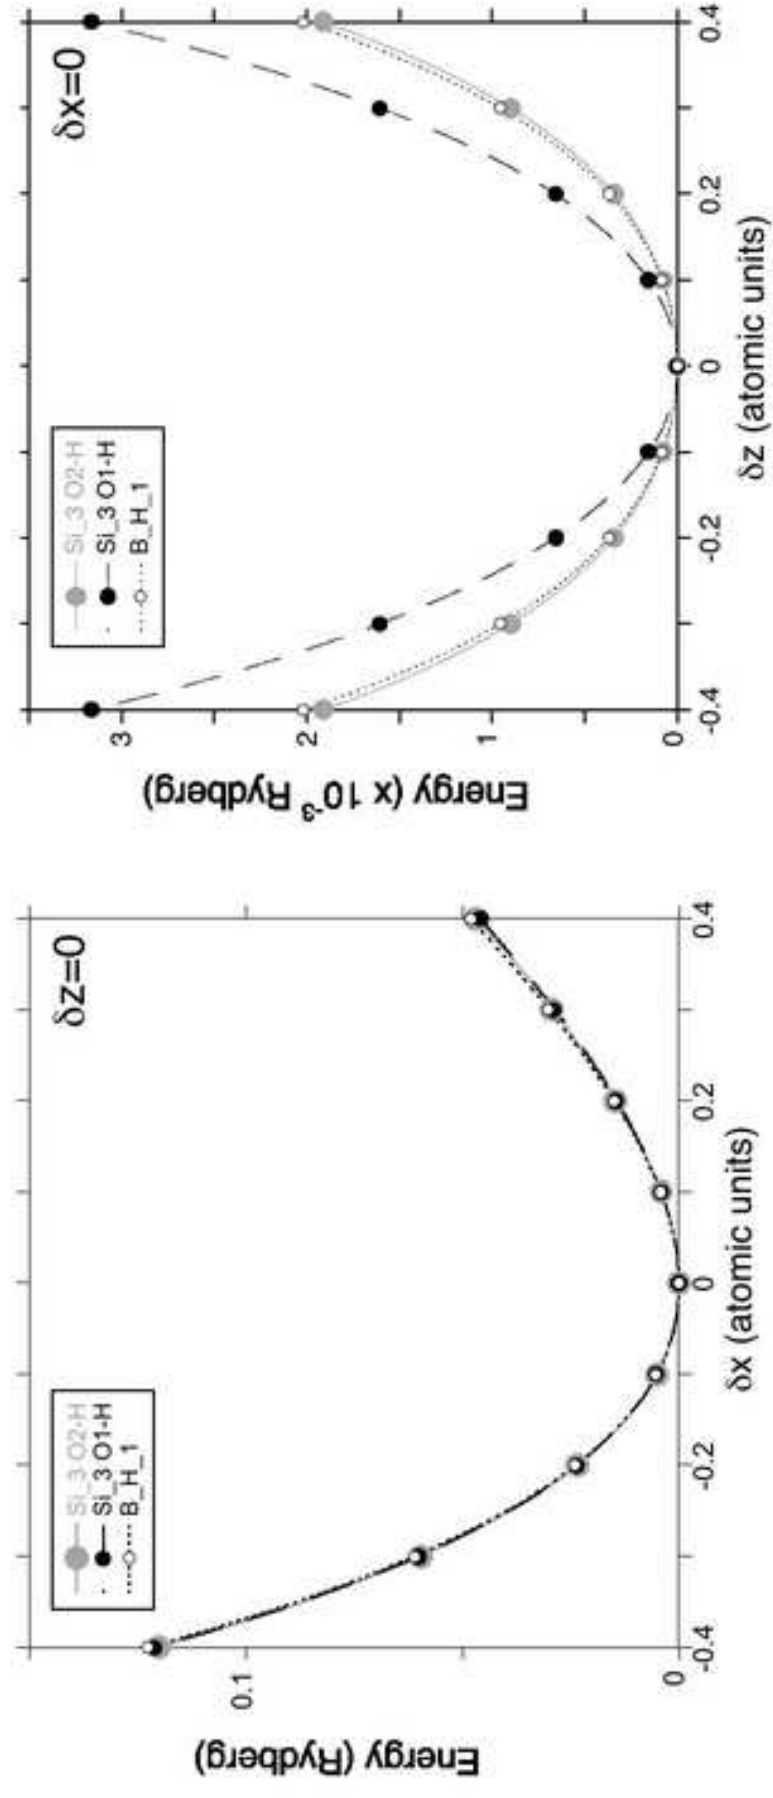 δz=0
Si_3 O2-H
Si_3 O1-H
B_H_1
Energy (Rydberg)
0.1
0
-0.4
-0.2
0
0.2
0.4
δx (atomic units)
δx=0
Si_3 O2-H
Si_3 O1-H
B_H_1
Energy (x 10⁻³ Rydberg)
3
2
1
0
-0.4
-0.2
0
0.2
0.4
δz (atomic units)